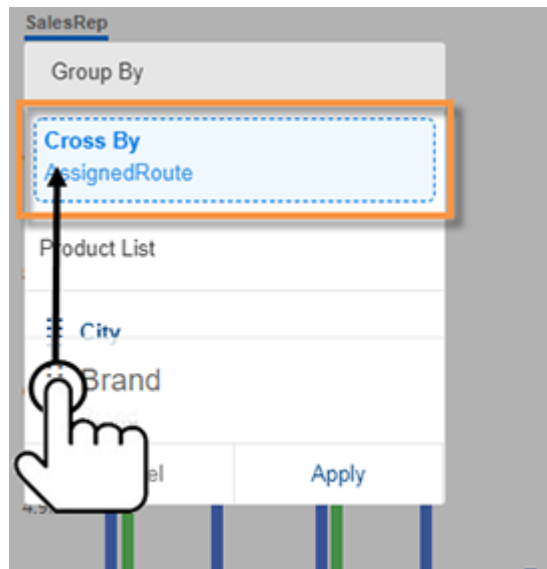 SalesRep
Group By
Cross By
AssignedRoute
Product List
City
Brand
Apply